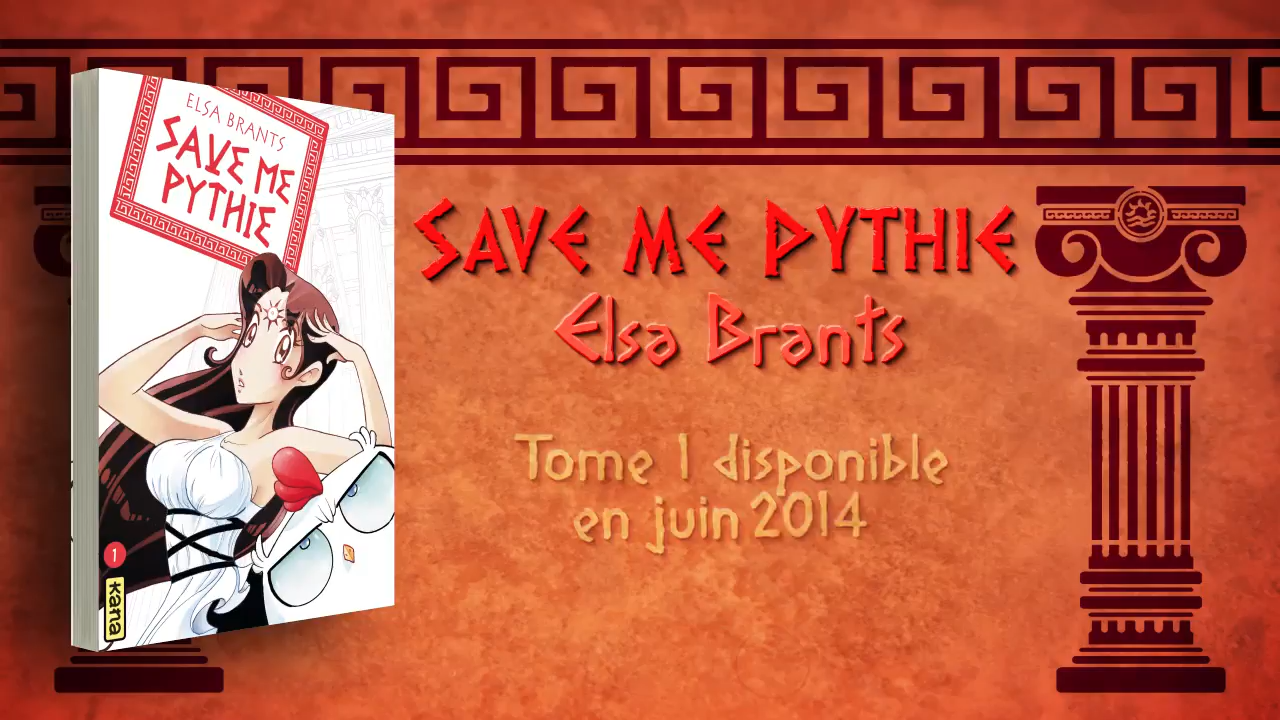 ELSA BRANTS
SAVE ME
PYTHIE
1
kana
SAVE ME PYTHIE
Elsa Brants
Tome 1 disponible
en juin 2014